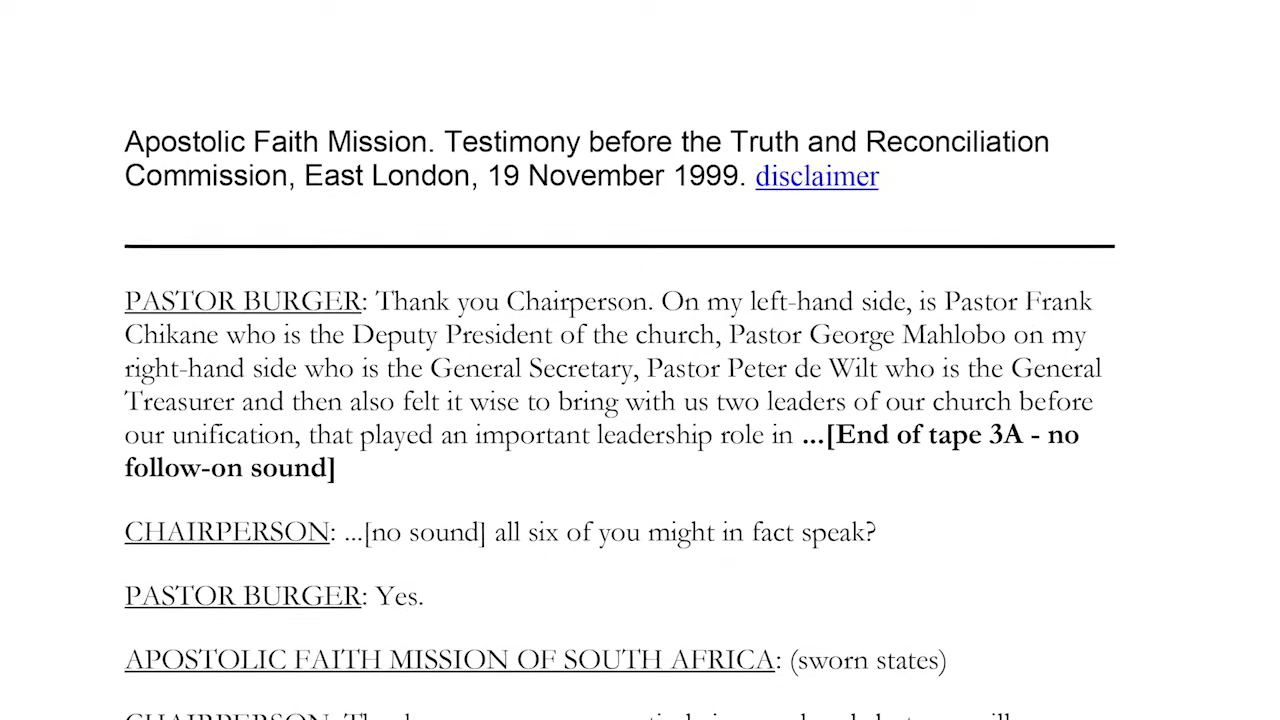 Apostolic Faith Mission. Testimony before the Truth and Reconciliation
Commission, East London, 19 November 1999. disclaimer
PASTOR BURGER: Thank you Chairperson. On my left-hand side, is Pastor Frank
Chikane who is the Deputy President of the church, Pastor George Mahlobo on my
right-hand side who is the General Secretary, Pastor Peter de Wilt who is the General
Treasurer and then also felt it wise to bring with us two leaders of our church before
our unification, that played an important leadership role in ...[End of tape 3A - no
follow-on sound]
CHAIRPERSON: ...[no sound] all six of you might in fact speak?
PASTOR BURGER: Yes.
APOSTOLIC FAITH MISSION OF SOUTH AFRICA: (sworn states)